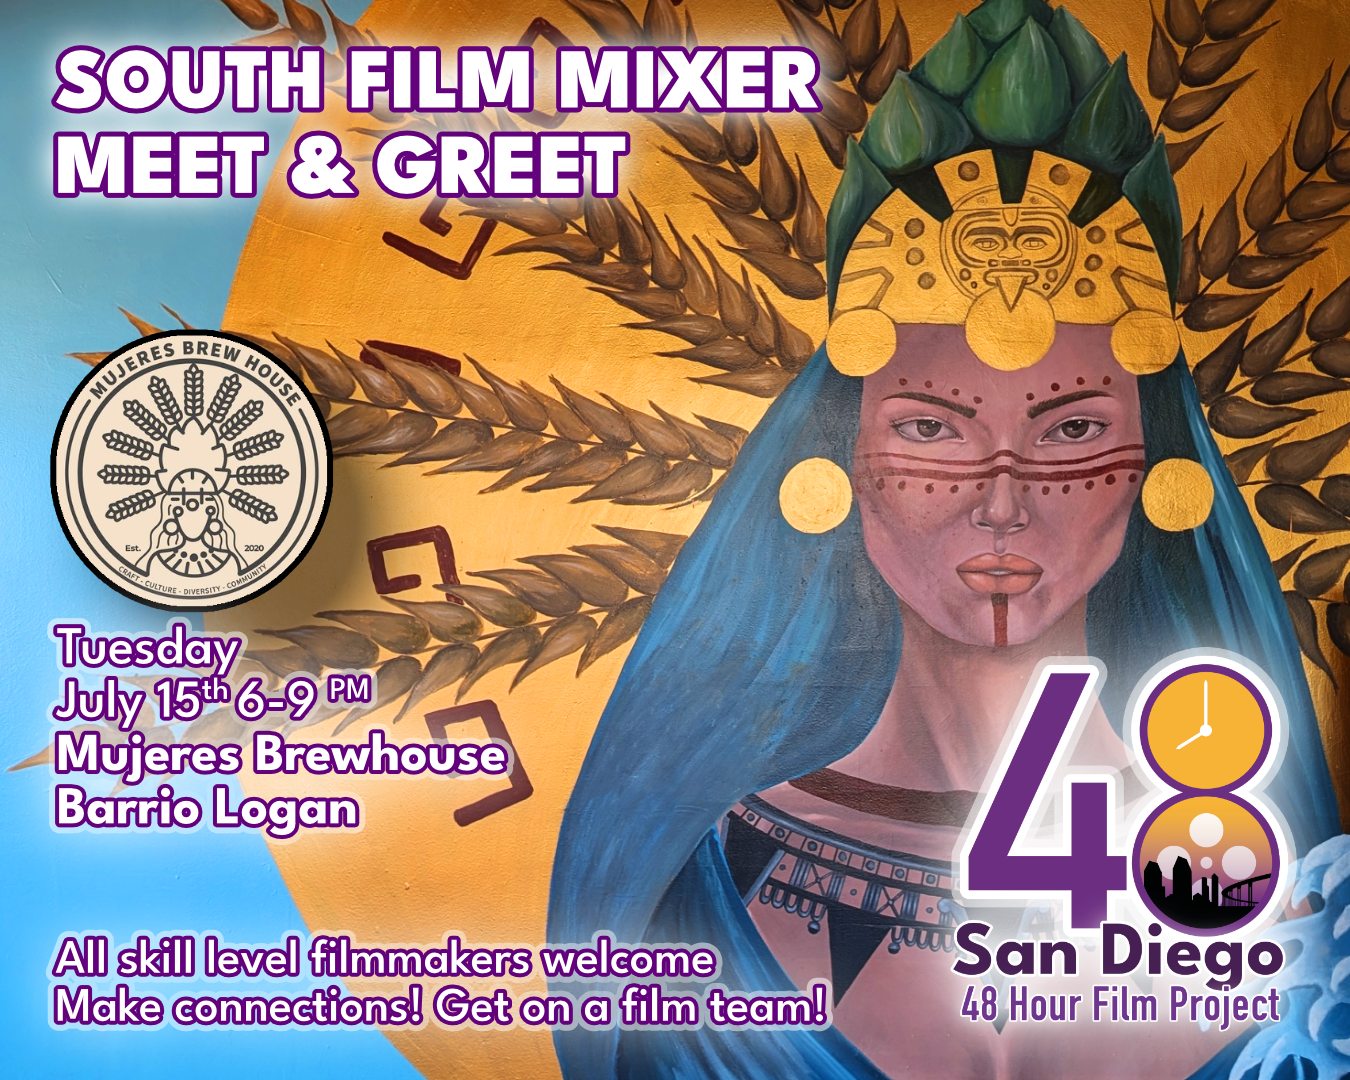 SOUTH FILM MIXER
MEET & GREET
MUJERES BREW HOUSE
Est. 2020
CRAFT - CULTURE - DIVERSITY - COMMUNITY
Tuesday
July 15th 6-9 PM
Mujeres Brewhouse
Barrio Logan
All skill level filmmakers welcome
Make connections! Get on a film team!
48
San Diego
48 Hour Film Project